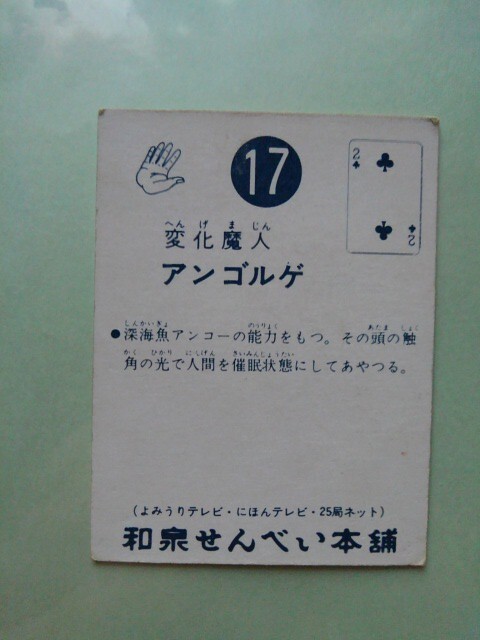 17
2
変化魔人
へんげまじん
アンゴルゲ
●深海魚アンコーの能力をもつ。その頭の触
しんかいぎょ のうりょく あたま しょく
角の光で人間を催眠状態にしてあやつる。
かく ひかり にんげん さいみんじょうたい
(よみうりテレビ・にほんテレビ・25局ネット)
和泉せんべい本舗
2